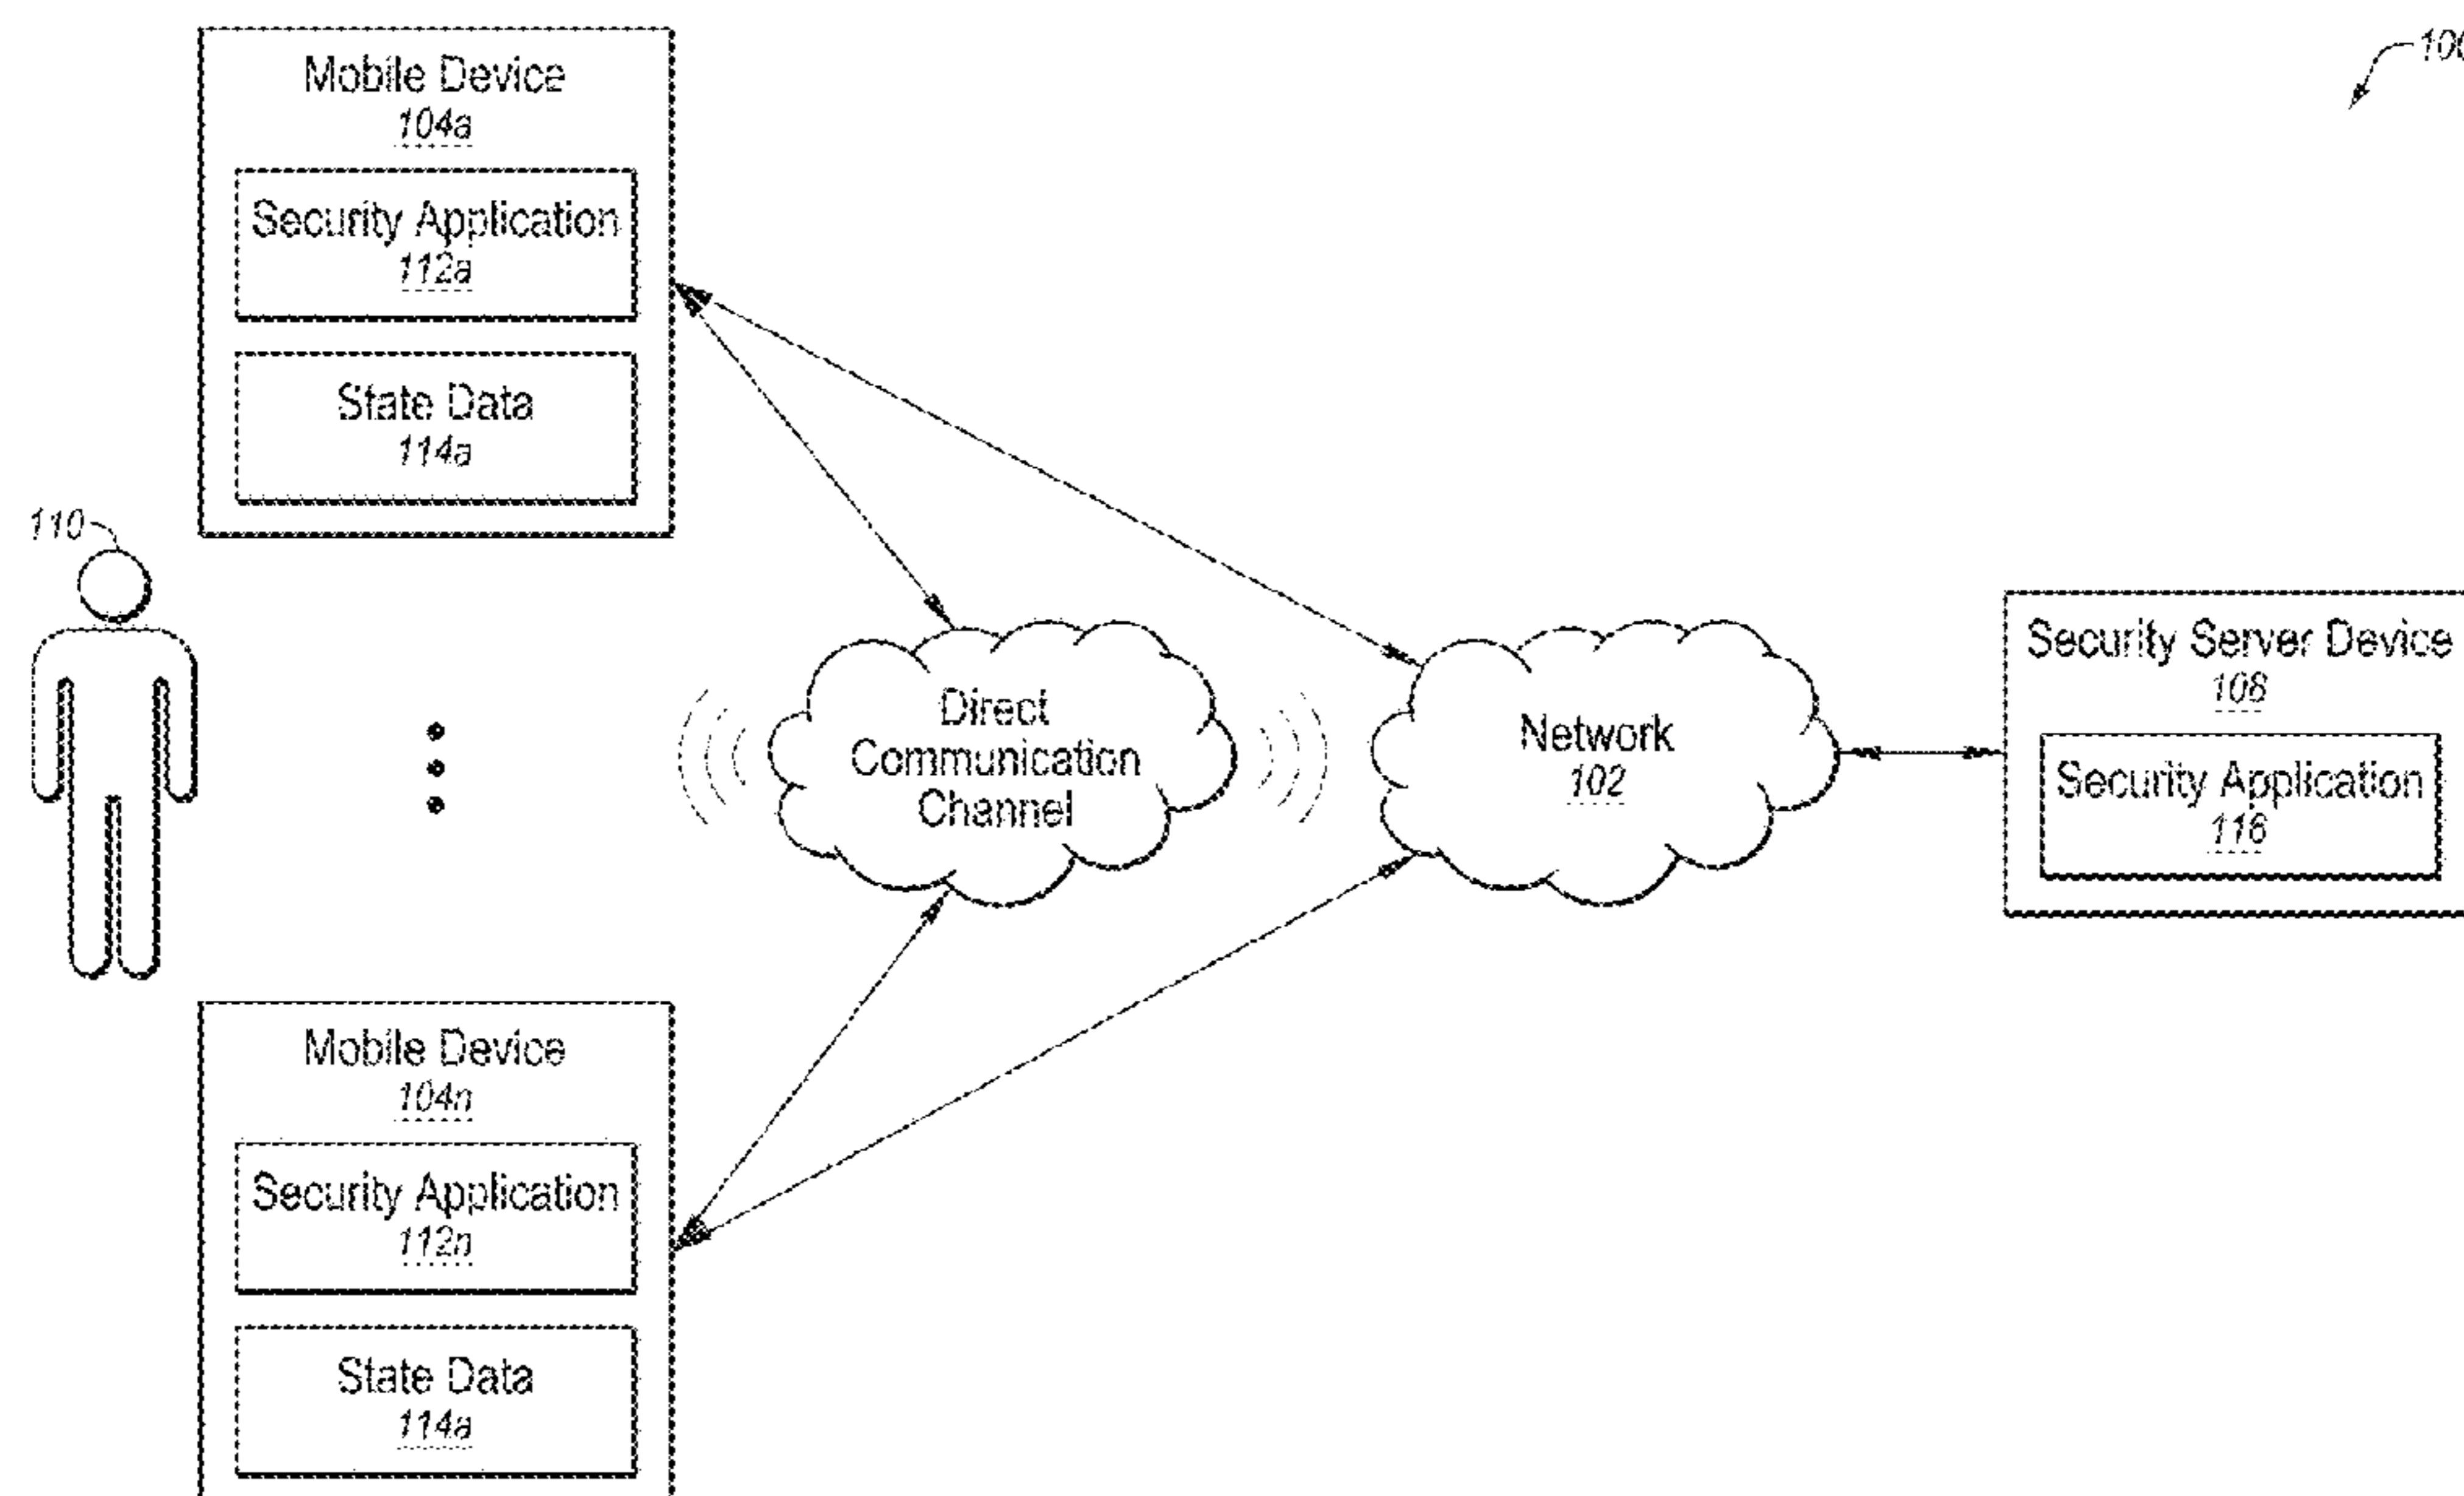 100
Mobile Device
104a
Security Application
112a
State Data
114a
110
Direct
Communication
Channel
Network
102
Security Server Device
108
Security Application
116
Mobile Device
104n
Security Application
112n
State Data
114a